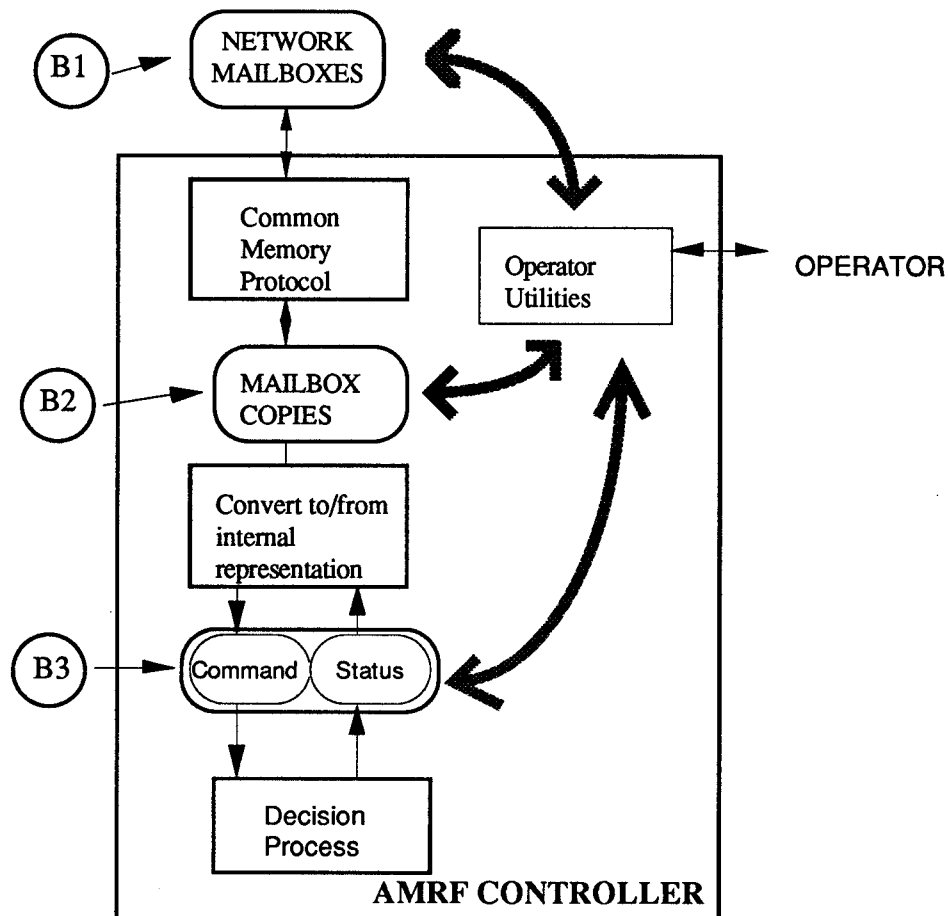 B1
NETWORK
MAILBOXES
Common
Memory
Protocol
Operator
Utilities
OPERATOR
B2
MAILBOX
COPIES
Convert to/from
internal
representation
B3
Command
Status
Decision
Process
AMRF CONTROLLER